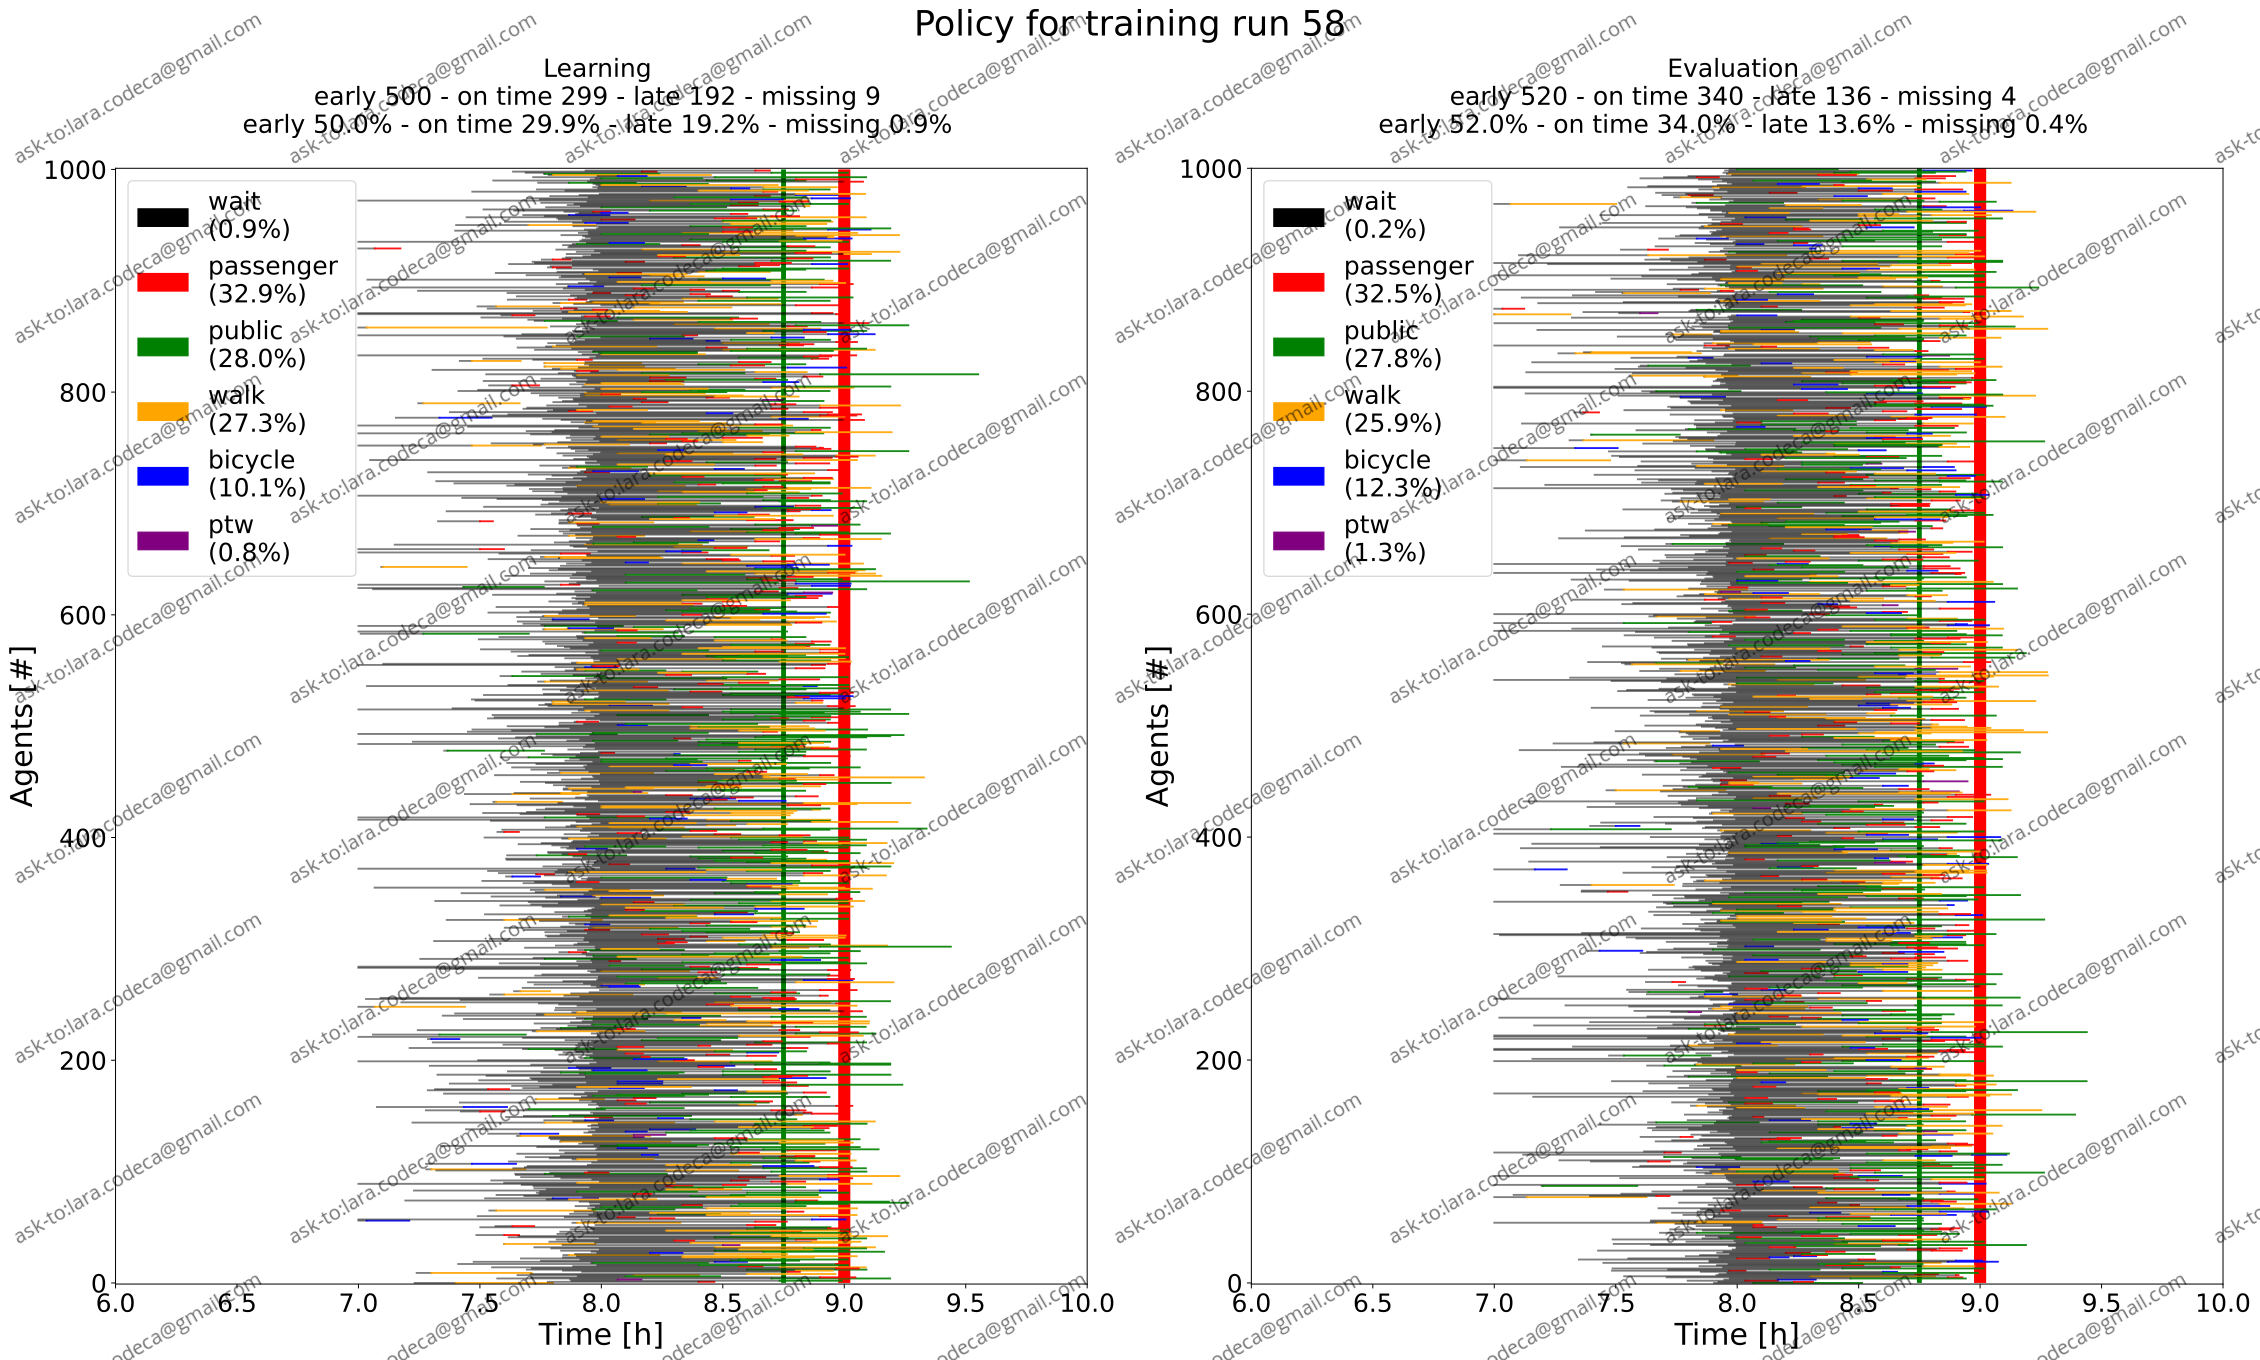 Policy for training run 58
Learning
early 500 - on time 299 - late 192 - missing 9
early 50.0% - on time 29.9% - late 19.2% - missing 0.9%
1000
800
600
400
200
0
Agents [#]
wait
(0.9%)
passenger
(32.9%)
public
(28.0%)
walk
(27.3%)
bicycle
(10.1%)
ptw
(0.8%)
6.0 6.5 7.0 7.5 8.0 8.5 9.0 9.5 10.0
Time [h]
Evaluation
early 520 - on time 340 - late 136 - missing 4
early 52.0% - on time 34.0% - late 13.6% - missing 0.4%
1000
800
600
400
200
0
Agents [#]
wait
(0.2%)
passenger
(32.5%)
public
(27.8%)
walk
(25.9%)
bicycle
(12.3%)
ptw
(1.3%)
6.0 6.5 7.0 7.5 8.0 8.5 9.0 9.5 10.0
Time [h]
ask-to:lara.codeca@gmail.com